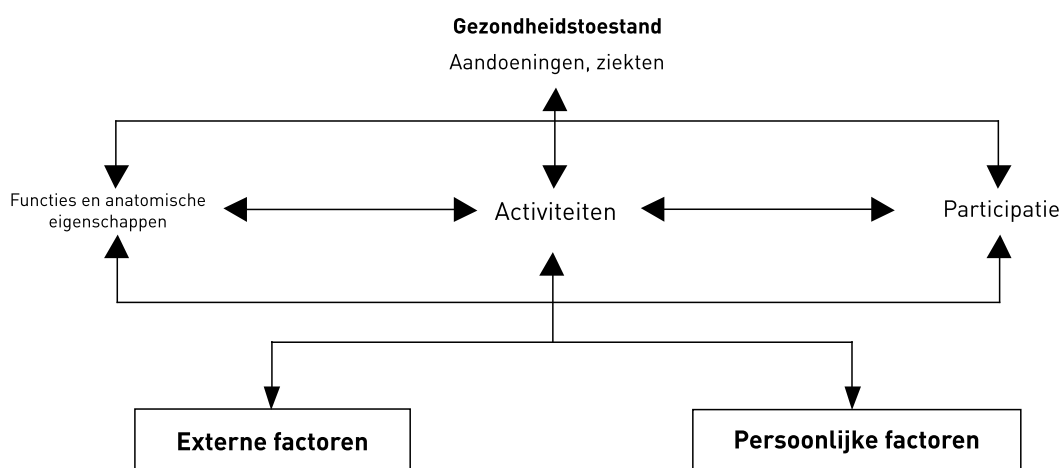 Gezondheidstoestand
Aandoeningen, ziekten
Functies en anatomische
eigenschappen
Activiteiten
Participatie
Externe factoren
Persoonlijke factoren